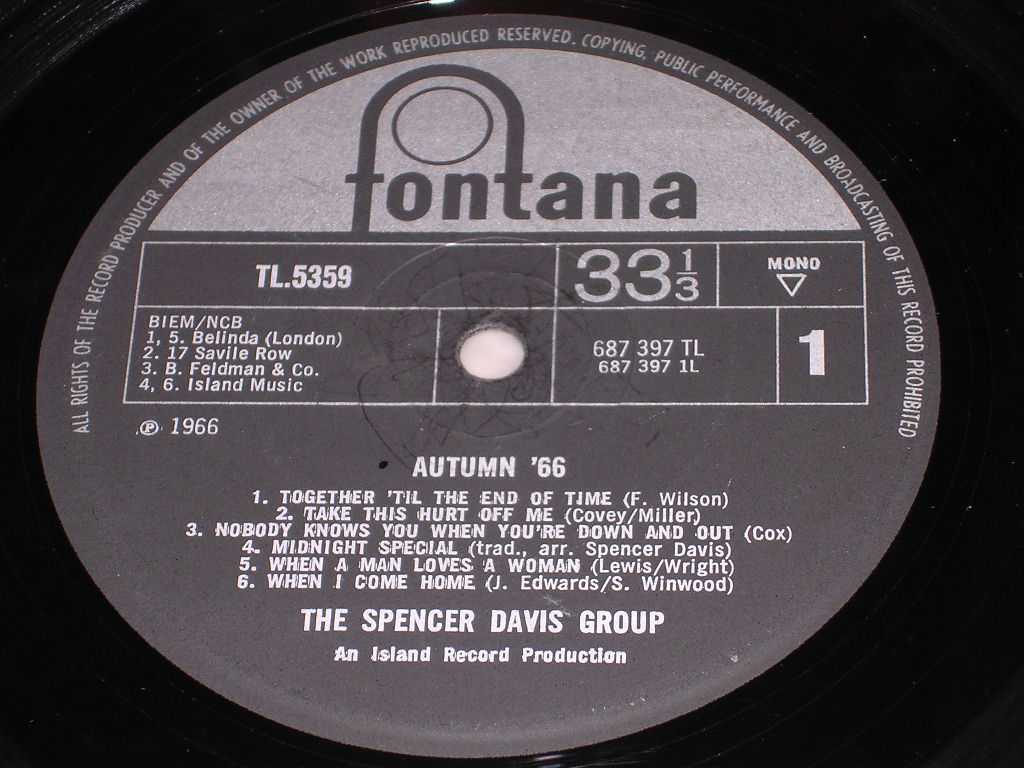 ALL RIGHTS OF THE RECORD PRODUCER AND OF THE OWNER OF THE WORK REPRODUCED RESERVED. COPYING, PUBLIC PERFORMANCE AND BROADCASTING OF THIS RECORD PROHIBITED
fontana
TL.5359
33 1/3
MONO
BIEM/NCB
1, 5. Belinda (London)
2. 17 Savile Row
3. B. Feldman & Co.
4, 6. Island Music
687 397 TL
687 397 1L
1
℗ 1966
AUTUMN '66
1. TOGETHER 'TIL THE END OF TIME (F. Wilson)
2. TAKE THIS HURT OFF ME (Covey/Miller)
3. NOBODY KNOWS YOU WHEN YOU'RE DOWN AND OUT (Cox)
4. MIDNIGHT SPECIAL (trad., arr. Spencer Davis)
5. WHEN A MAN LOVES A WOMAN (Lewis/Wright)
6. WHEN I COME HOME (J. Edwards/S. Winwood)
THE SPENCER DAVIS GROUP
An Island Record Production